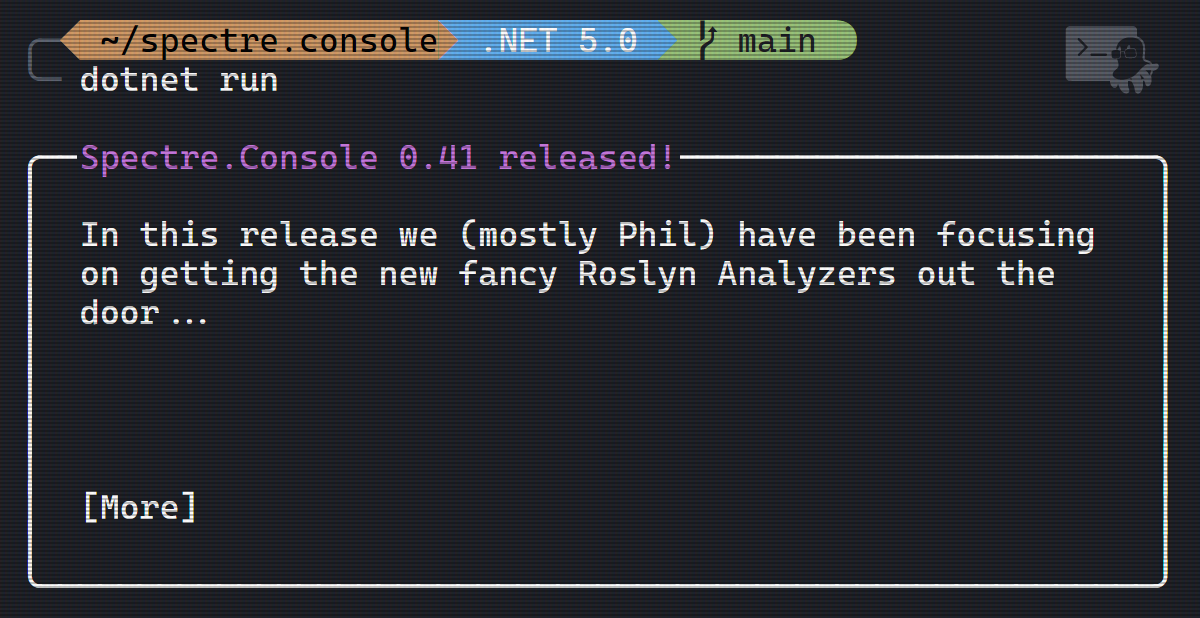 ~/spectre.console .NET 5.0 main
dotnet run
Spectre.Console 0.41 released!
In this release we (mostly Phil) have been focusing
on getting the new fancy Roslyn Analyzers out the
door...
[More]